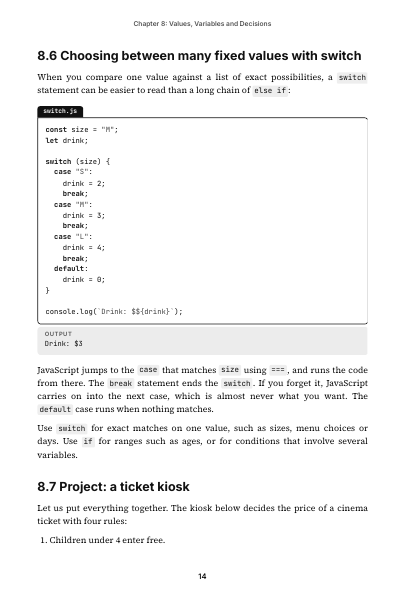 Chapter 8: Values, Variables and Decisions
8.6 Choosing between many fixed values with switch
When you compare one value against a list of exact possibilities, a switch
statement can be easier to read than a long chain of else if:
switch.js
const size = "M";
let drink;
switch (size) {
  case "S":
    drink = 2;
    break;
  case "M":
    drink = 3;
    break;
  case "L":
    drink = 4;
    break;
  default:
    drink = 0;
}
console.log(`Drink: $${drink}`);
OUTPUT
Drink: $3
JavaScript jumps to the case that matches size using ===, and runs the code
from there. The break statement ends the switch. If you forget it, JavaScript
carries on into the next case, which is almost never what you want. The
default case runs when nothing matches.
Use switch for exact matches on one value, such as sizes, menu choices or
days. Use if for ranges such as ages, or for conditions that involve several
variables.
8.7 Project: a ticket kiosk
Let us put everything together. The kiosk below decides the price of a cinema
ticket with four rules:
1. Children under 4 enter free.
14